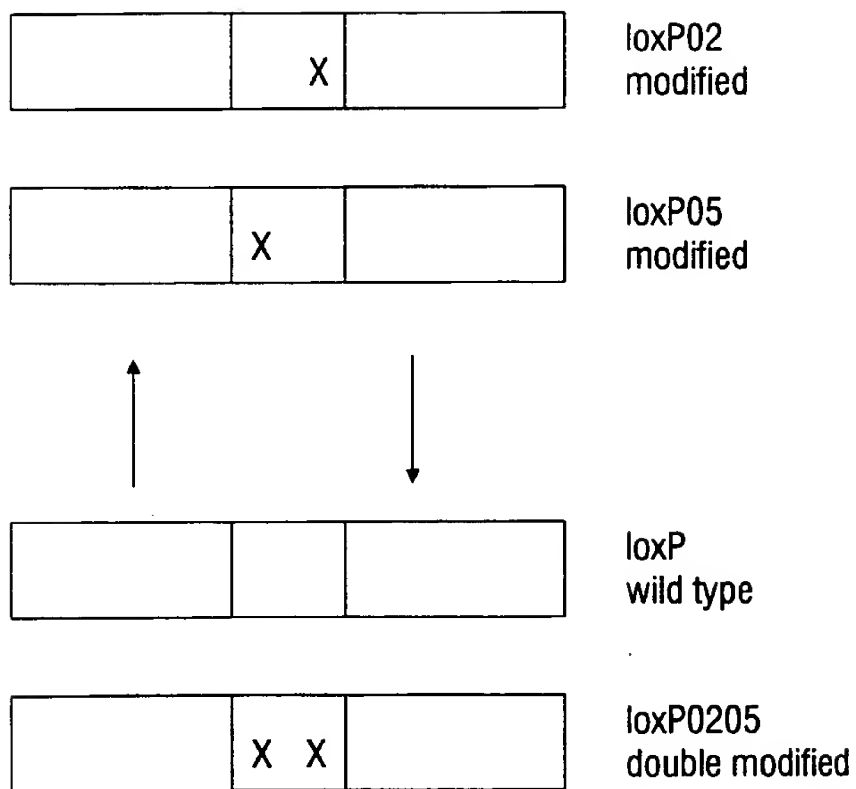 X
loxP02
modified
X
loxP05
modified
loxP
wild type
X X
loxP0205
double modified